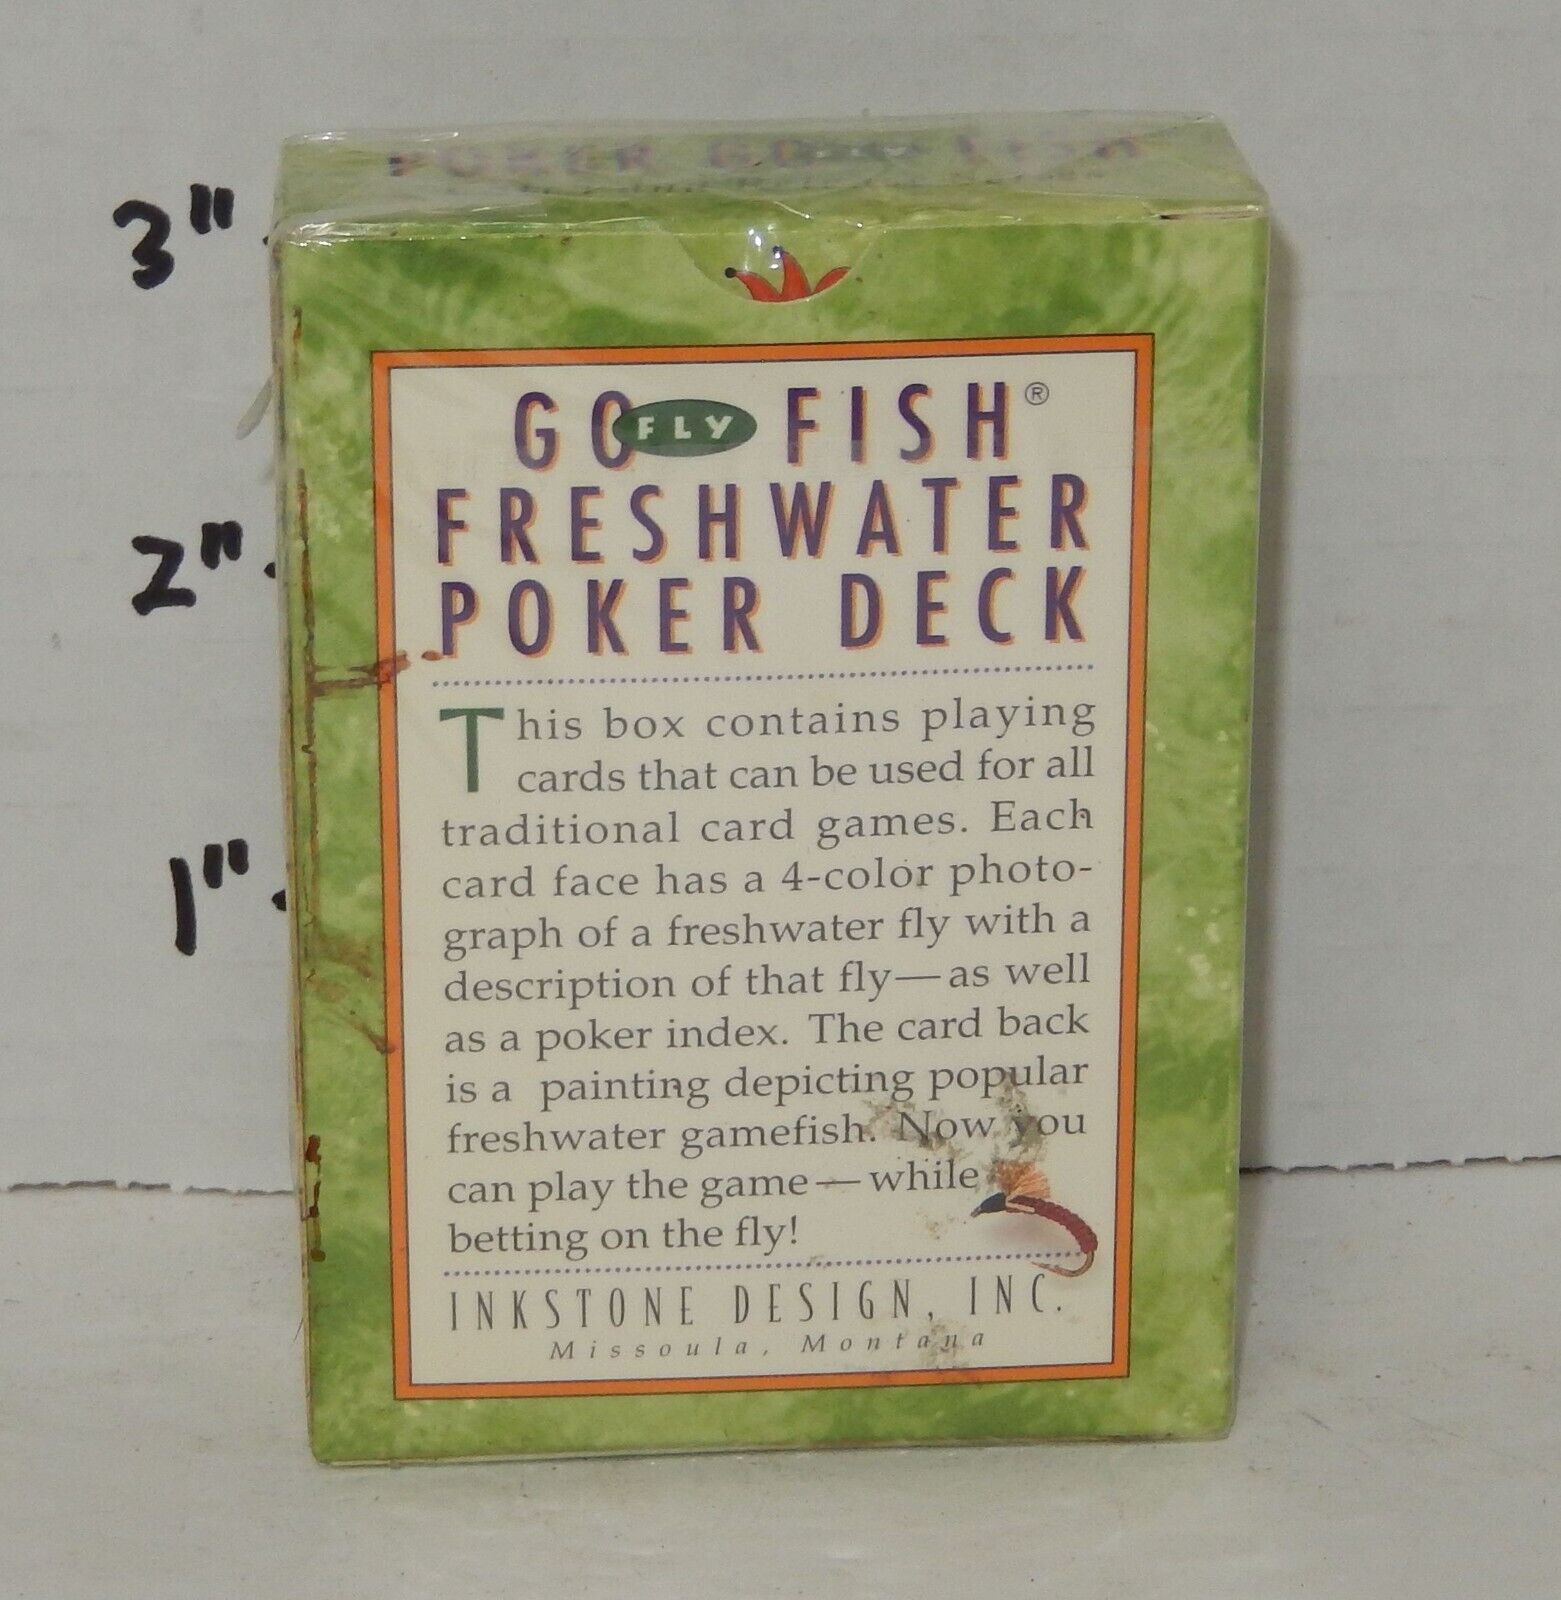 POKER GO FISH
3"
2"
1"
GO FLY FISH®
FRESHWATER
POKER DECK
This box contains playing
cards that can be used for all
traditional card games. Each
card face has a 4-color photo-
graph of a freshwater fly with a
description of that fly—as well
as a poker index. The card back
is a painting depicting popular
freshwater gamefish. Now you
can play the game—while
betting on the fly!
INKSTONE DESIGN, INC.
Missoula, Montana